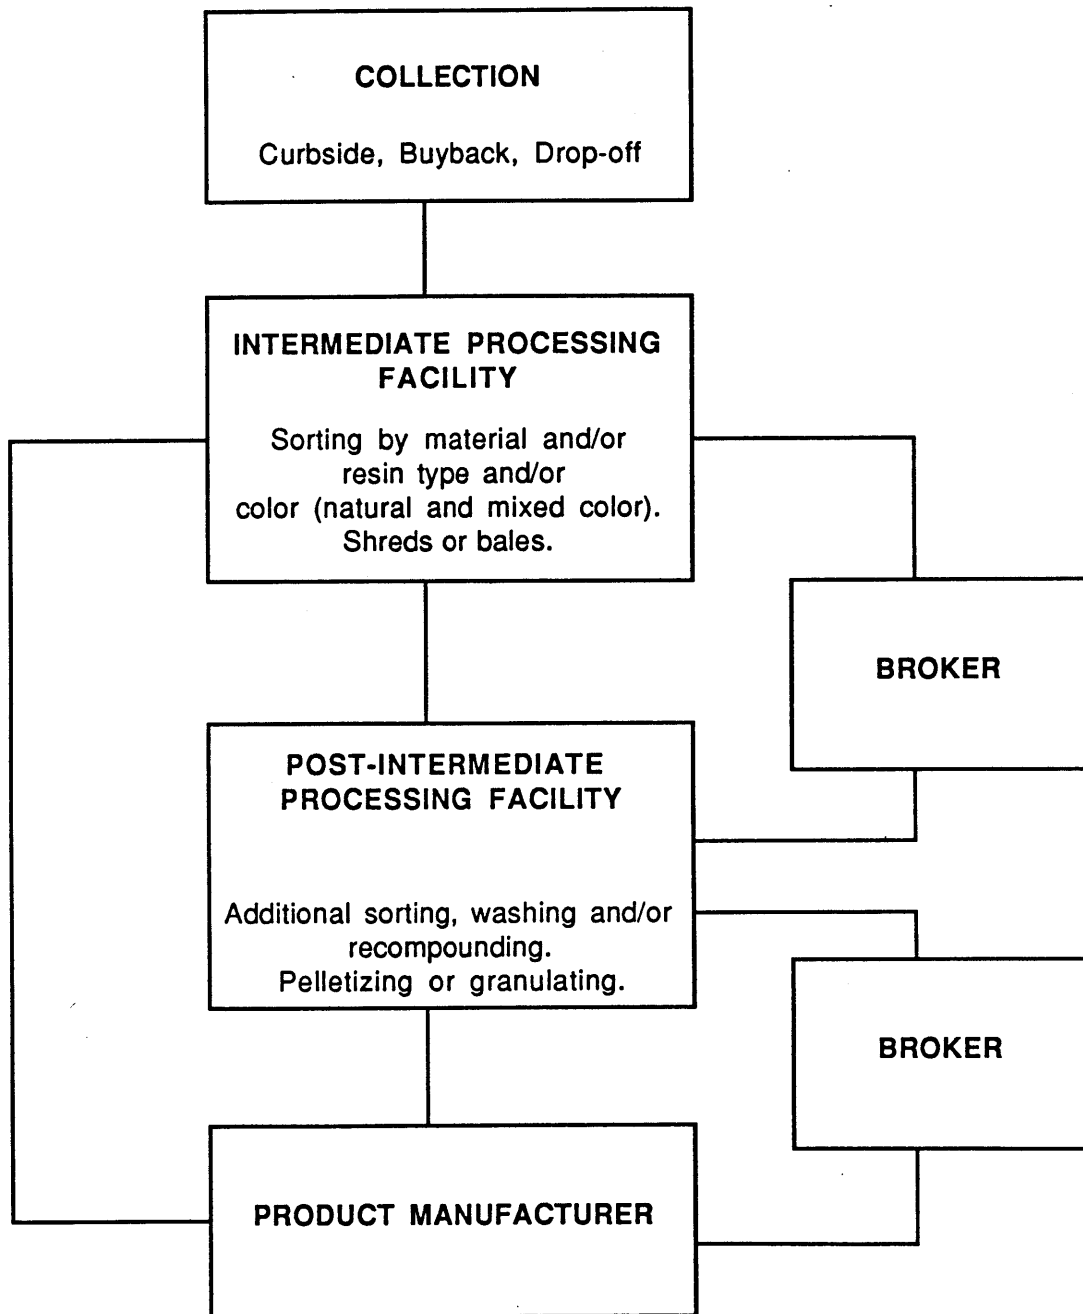 COLLECTION
Curbside, Buyback, Drop-off
INTERMEDIATE PROCESSING
FACILITY
Sorting by material and/or
resin type and/or
color (natural and mixed color).
Shreds or bales.
BROKER
POST-INTERMEDIATE
PROCESSING FACILITY
Additional sorting, washing and/or
recompounding.
Pelletizing or granulating.
BROKER
PRODUCT MANUFACTURER